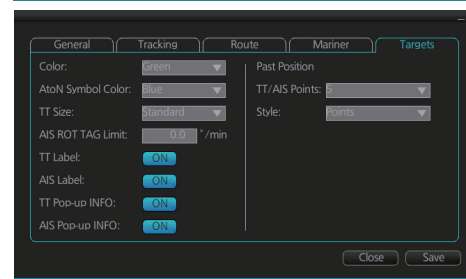 General Tracking Route Mariner Targets
Color: Green
AtoN Symbol Color: Blue
TT Size: Standard
AIS ROT TAG Limit: 0.0 °/min
TT Label: ON
AIS Label: ON
TT Pop-up INFO: ON
AIS Pop-up INFO: ON
Past Position
TT/AIS Points: 5
Style: Points
Close Save